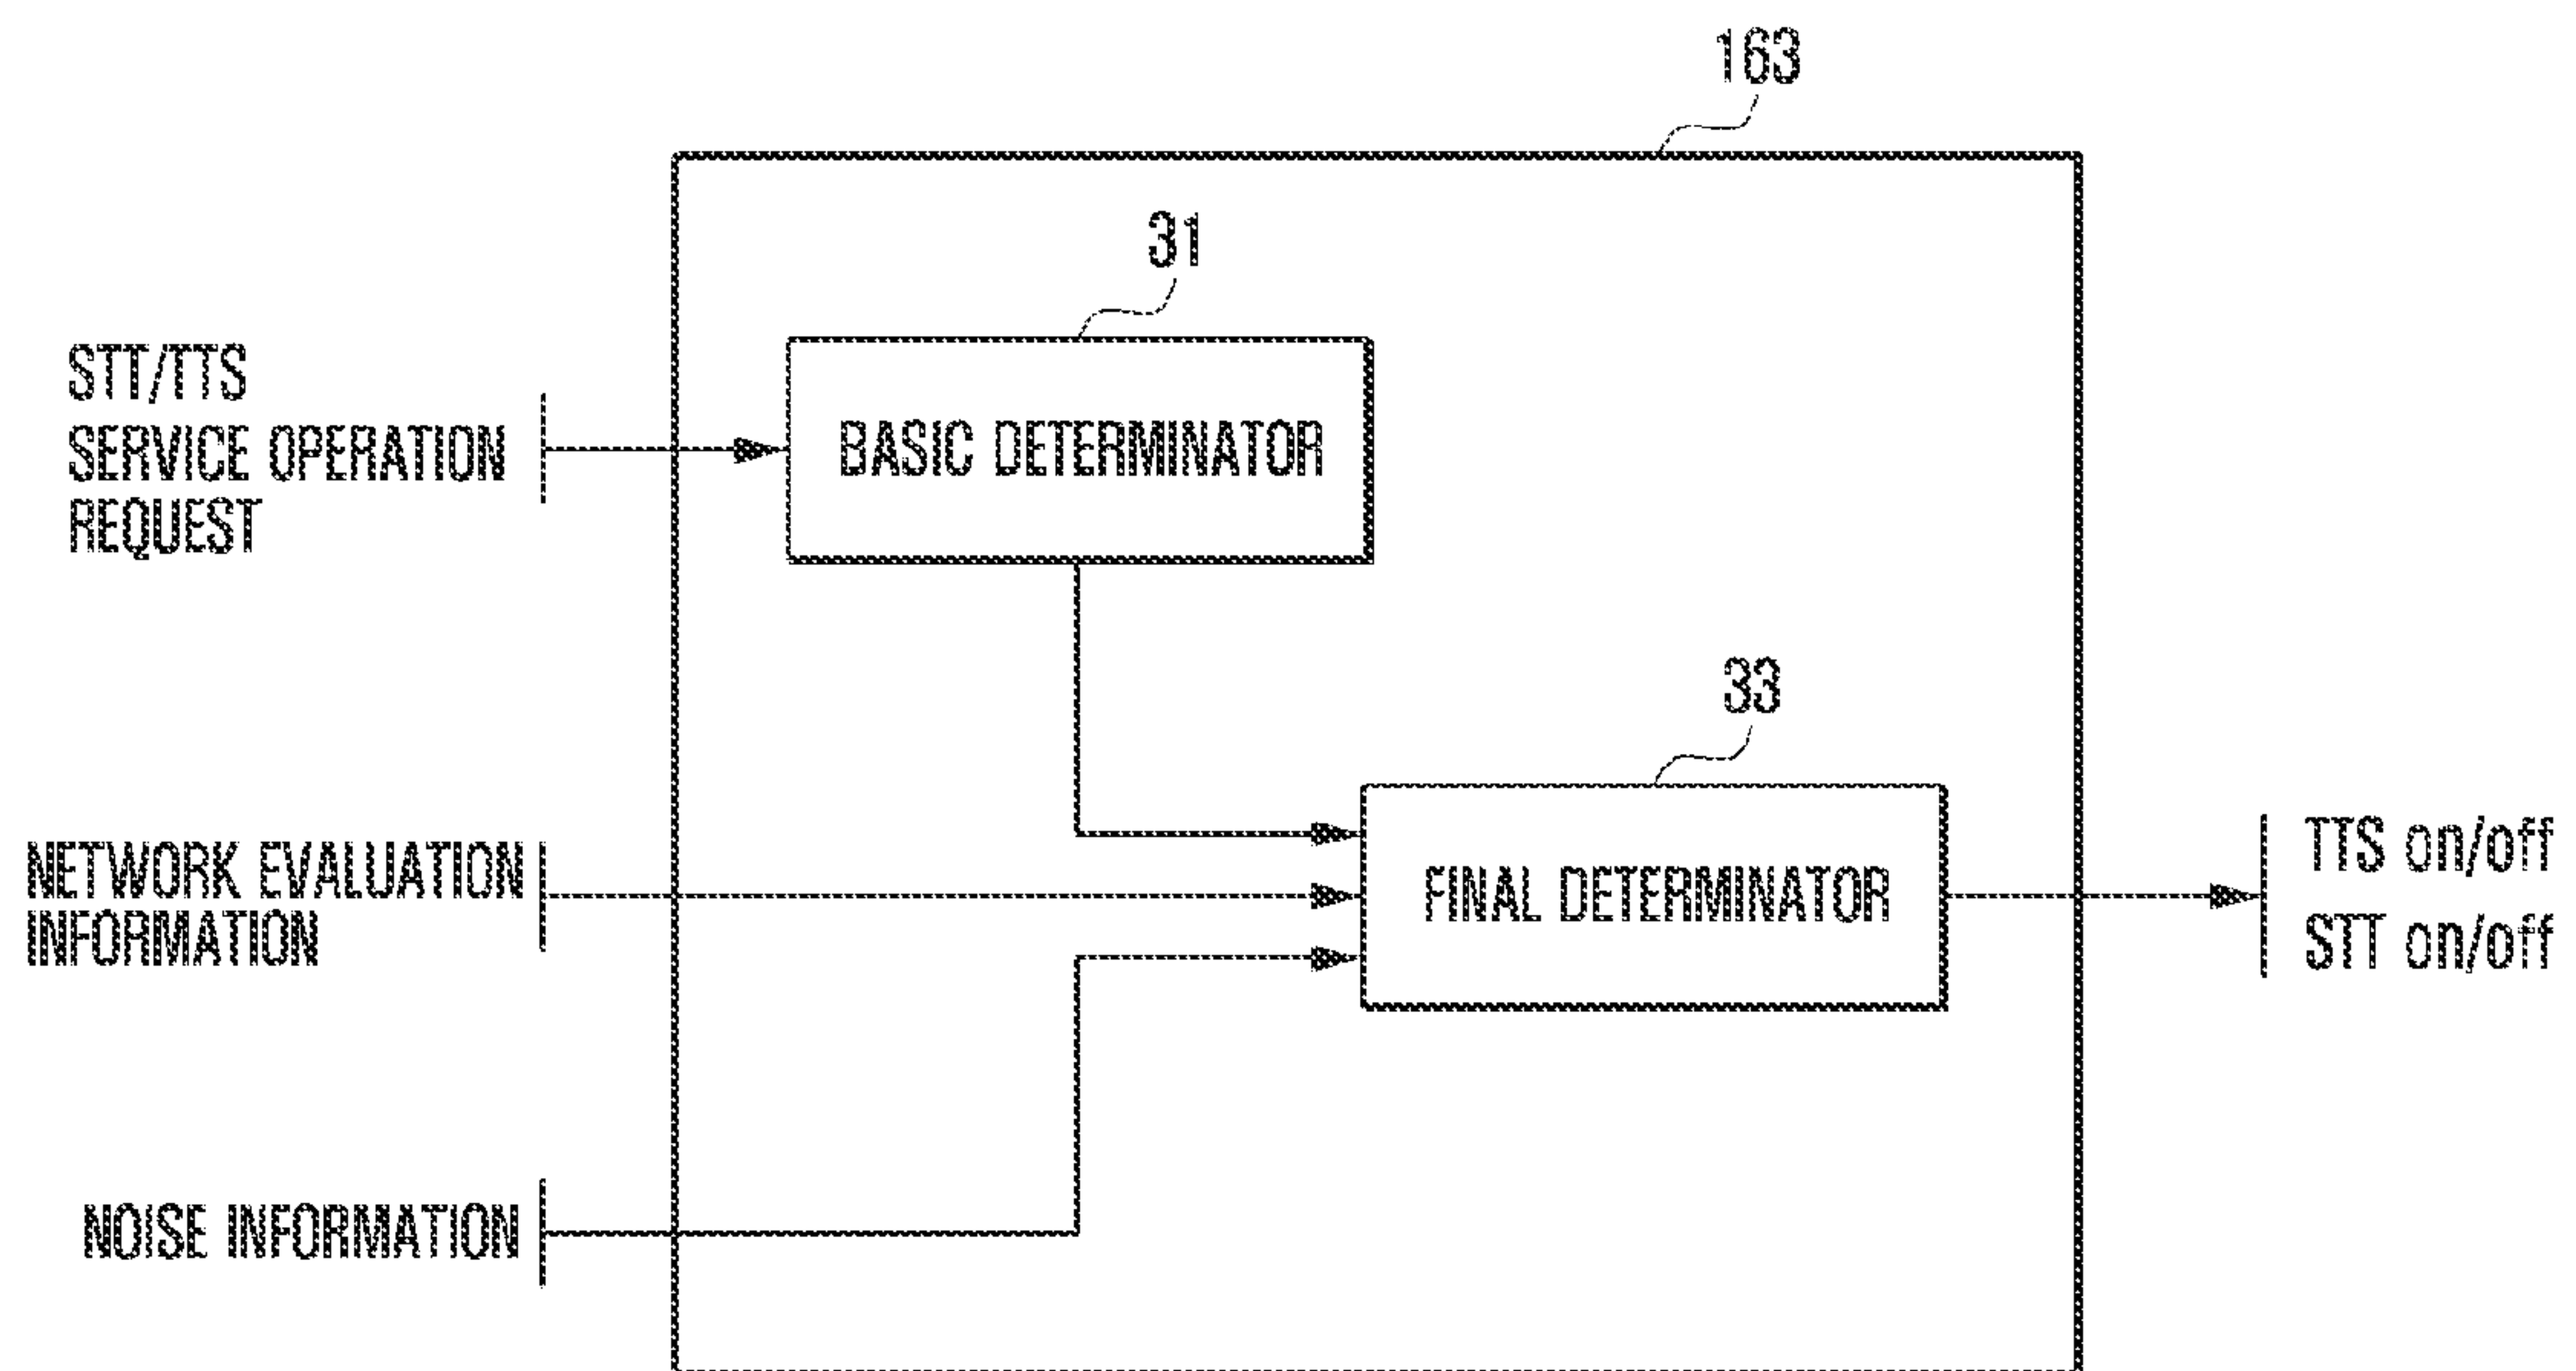 163
31
STT/TTS
SERVICE OPERATION
REQUEST
BASIC DETERMINATOR
33
NETWORK EVALUATION
INFORMATION
FINAL DETERMINATOR
TTS on/off
STT on/off
NOISE INFORMATION